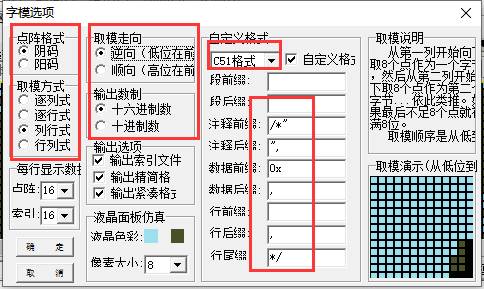 字模选项
点阵格式
阴码
阳码
取模方式
逐列式
逐行式
列行式
行列式
每行显示数据
点阵: 16
索引: 16
确 定
取 消
取模走向
逆向（低位在前
顺向（高位在前
输出数制
十六进制数
十进制数
输出选项
输出索引文件
输出精简格
输出紧凑格式
液晶面板仿真
液晶色彩:
像素大小: 8
自定义格式
C51格式
自定义格式
段前缀:
段后缀:
注释前缀: /*"
注释后缀: ",
数据前缀: 0x
数据后缀: ,
行前缀:
行后缀: ,
行尾缀: */
取模说明
从第一列开始向下
取8个点作为一个字节
，然后从第二列开始
下取8个点作为第二个
字节...依此类推。如
果最后不足8个点就补
满8位。
取模顺序是从低到
取模演示(从低位到